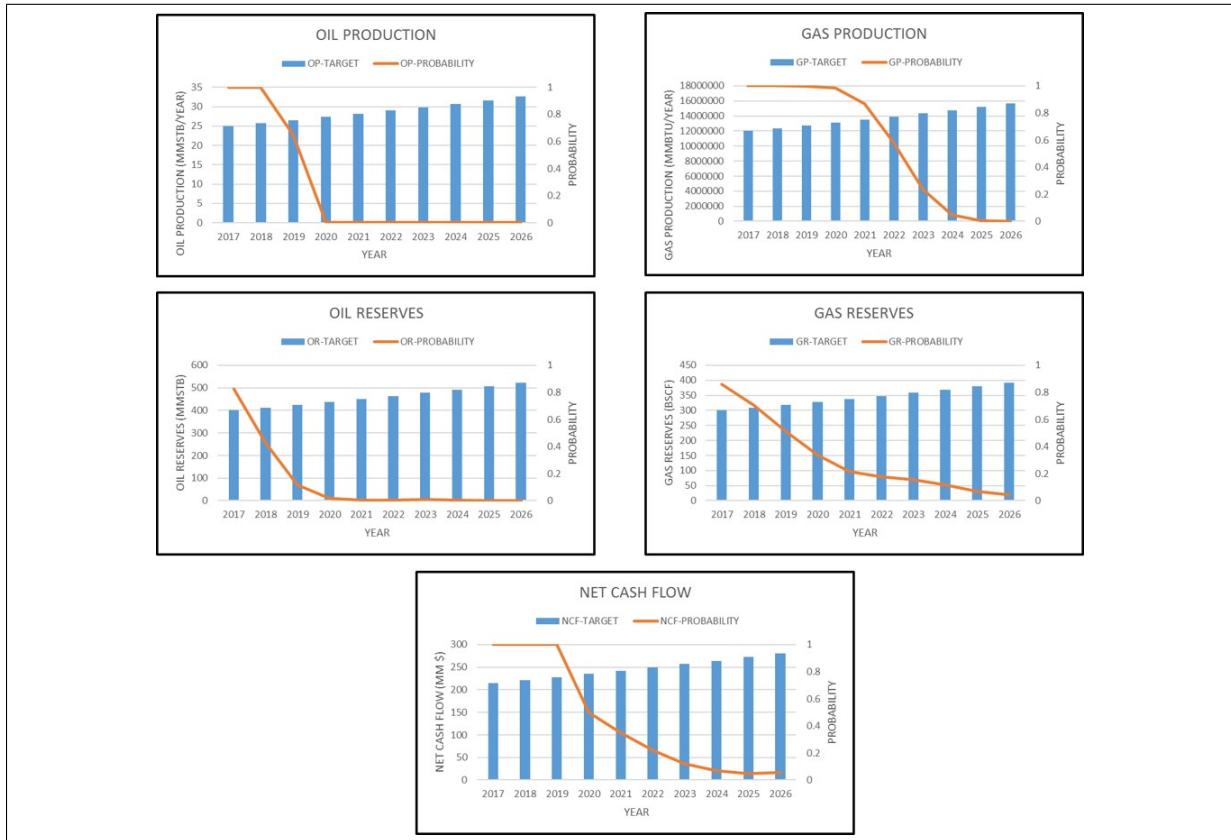 OIL PRODUCTION
OP-TARGET OP-PROBABILITY
OIL PRODUCTION (MMSTB/YEAR)
35
30
25
20
15
10
5
0
1
0.8
0.6
0.4
0.2
0
PROBABILITY
2017 2018 2019 2020 2021 2022 2023 2024 2025 2026
YEAR
GAS PRODUCTION
GP-TARGET GP-PROBABILITY
GAS PRODUCTION (MMBTU/YEAR)
18000000
16000000
14000000
12000000
10000000
8000000
6000000
4000000
2000000
0
1
0.8
0.6
0.4
0.2
0
PROBABILITY
2017 2018 2019 2020 2021 2022 2023 2024 2025 2026
YEAR
OIL RESERVES
OR-TARGET OR-PROBABILITY
OIL RESERVES (MMSTB)
600
500
400
300
200
100
0
1
0.8
0.6
0.4
0.2
0
PROBABILITY
2017 2018 2019 2020 2021 2022 2023 2024 2025 2026
YEAR
GAS RESERVES
GR-TARGET GR-PROBABILITY
GAS RESERVES (BSCF)
450
400
350
300
250
200
150
100
50
0
1
0.8
0.6
0.4
0.2
0
PROBABILITY
2017 2018 2019 2020 2021 2022 2023 2024 2025 2026
YEAR
NET CASH FLOW
NCF-TARGET NCF-PROBABILITY
NET CASH FLOW (MM $)
300
250
200
150
100
50
0
1
0.8
0.6
0.4
0.2
0
PROBABILITY
2017 2018 2019 2020 2021 2022 2023 2024 2025 2026
YEAR